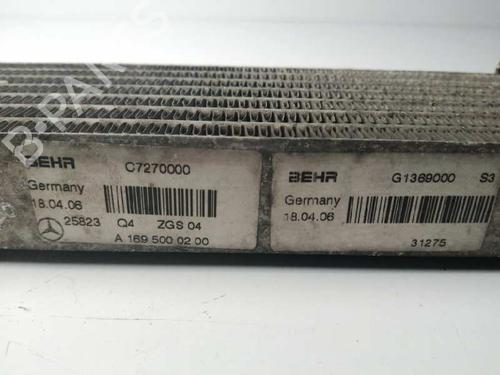 B-PARTS
BEHR C7270000
Germany
18.04.06
25823 Q4 ZGS 04
A 169 500 02 00
BEHR G1369000 S3
Germany
18.04.06
31275